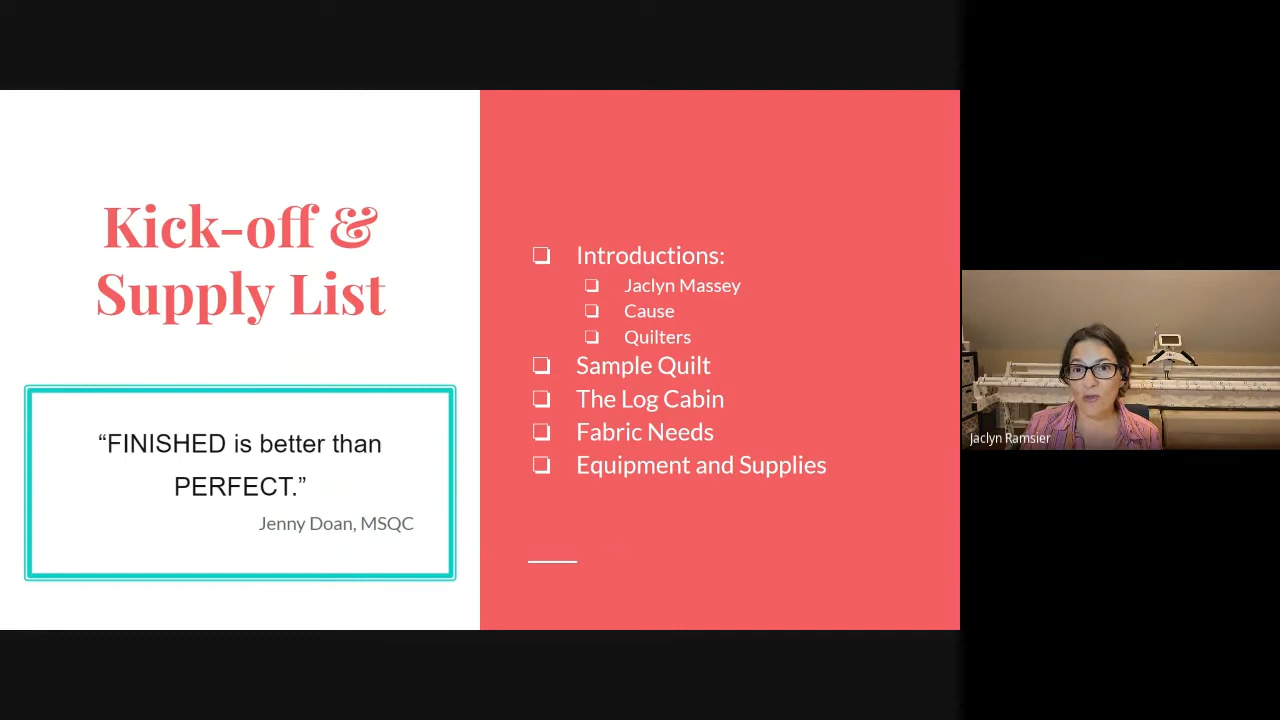 Kick-off &
Supply List
“FINISHED is better than
PERFECT.”
Jenny Doan, MSQC
Introductions:
Jaclyn Massey
Cause
Quilters
Sample Quilt
The Log Cabin
Fabric Needs
Equipment and Supplies
Jaclyn Ramsier